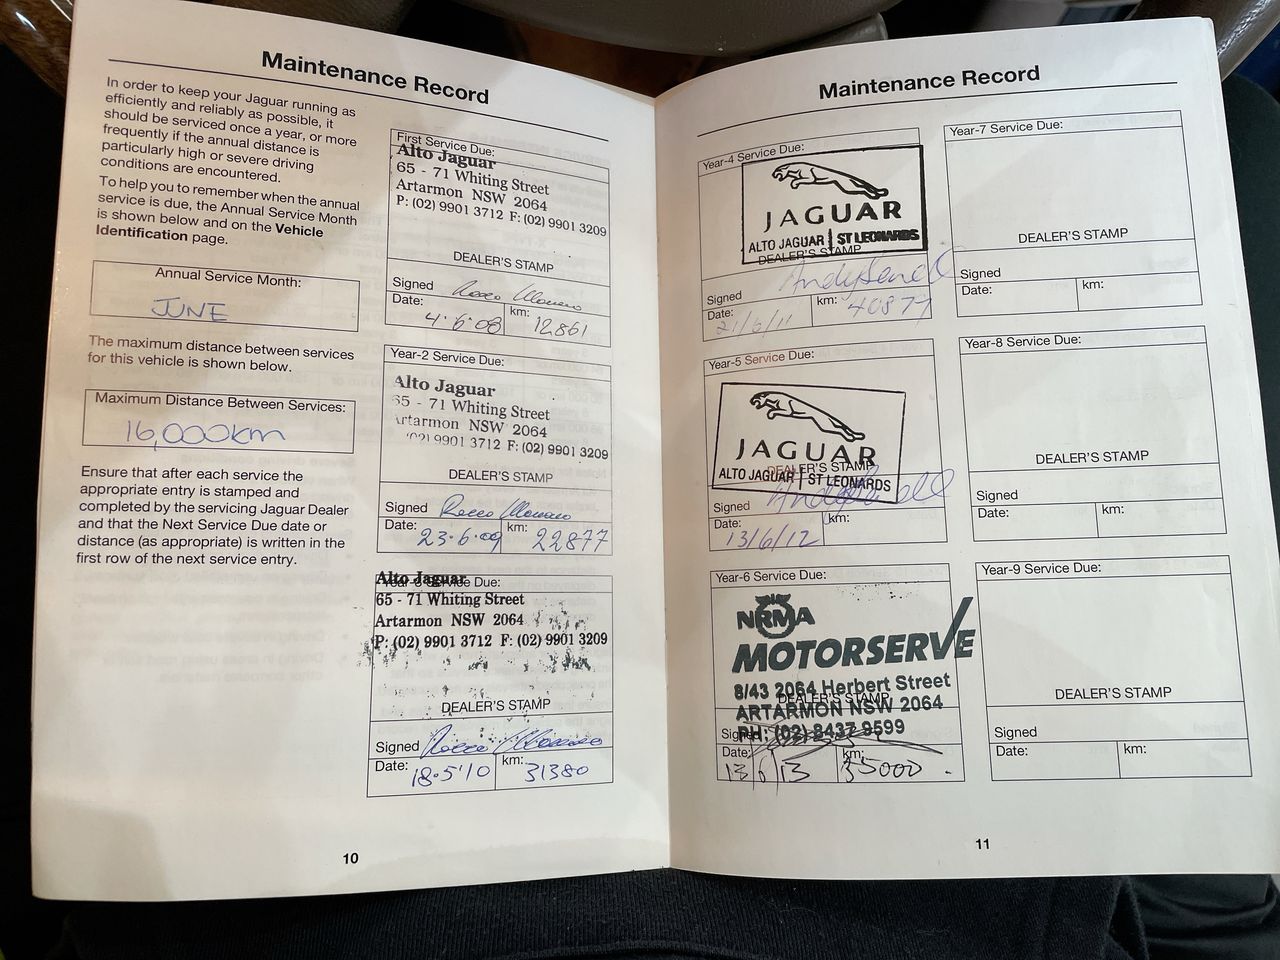 Maintenance Record
In order to keep your Jaguar running as
efficiently and reliably as possible, it
should be serviced once a year, or more
frequently if the annual distance is
particularly high or severe driving
conditions are encountered.
To help you to remember when the annual
service is due, the Annual Service Month
is shown below and on the Vehicle
Identification page.
Annual Service Month:
JUNE
The maximum distance between services
for this vehicle is shown below.
Maximum Distance Between Services:
16,000km
Ensure that after each service the
appropriate entry is stamped and
completed by the servicing Jaguar Dealer
and that the Next Service Due date or
distance (as appropriate) is written in the
first row of the next service entry.
First Service Due:
Alto Jaguar
65 - 71 Whiting Street
Artarmon NSW 2064
P: (02) 9901 3712 F: (02) 9901 3209
DEALER'S STAMP
Signed
Date: km:
4·6·08 12861
Year-2 Service Due:
Alto Jaguar
65 - 71 Whiting Street
Artarmon NSW 2064
(02) 9901 3712 F: (02) 9901 3209
DEALER'S STAMP
Signed
Date: km:
23·6·09 22877
Alto Jaguar
Year-3 Service Due:
65 - 71 Whiting Street
Artarmon NSW 2064
P: (02) 9901 3712 F: (02) 9901 3209
DEALER'S STAMP
Signed
Date: km:
18·5'10 31380
10
Maintenance Record
Year-4 Service Due:
JAGUAR
ALTO JAGUAR ST LEONARDS
DEALER'S STAMP
Signed
Date: km: 40877
21/6/11
Year-5 Service Due:
JAGUAR
DEALER'S STAMP
ALTO JAGUAR ST LEONARDS
Signed
Date: km:
13/6/12
Year-6 Service Due:
NRMA
MOTORSERVE
8/43 2064 Herbert Street
DEALER'S STAMP
ARTARMON NSW 2064
PH: (02) 8437 9599
Signed
Date: km:
13 6 13 55000
Year-7 Service Due:
DEALER'S STAMP
Signed
Date: km:
Year-8 Service Due:
DEALER'S STAMP
Signed
Date: km:
Year-9 Service Due:
DEALER'S STAMP
Signed
Date: km:
11